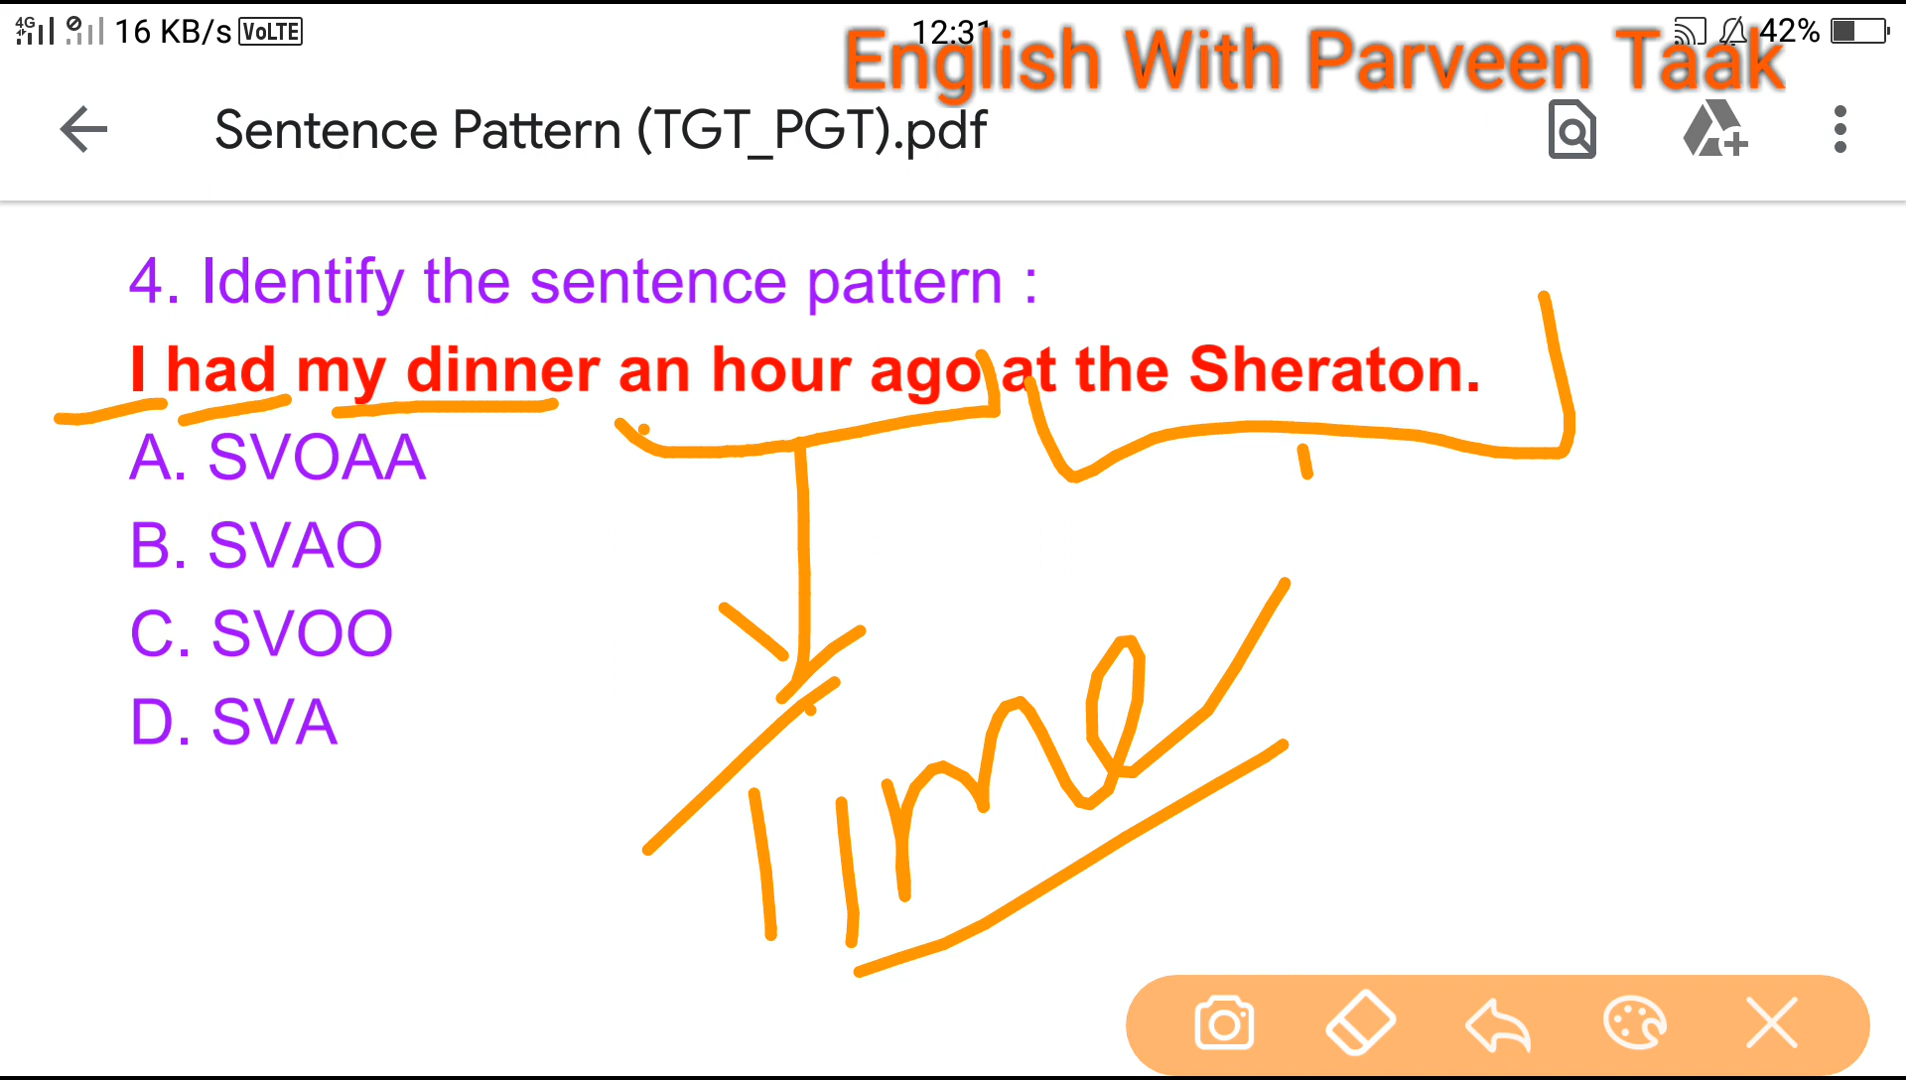 4G 16 KB/s VoLTE 12:31 42%
English With Parveen Taak
Sentence Pattern (TGT_PGT).pdf
4. Identify the sentence pattern :
I had my dinner an hour ago at the Sheraton.
A. SVOAA
B. SVAO
C. SVOO
D. SVA
Time